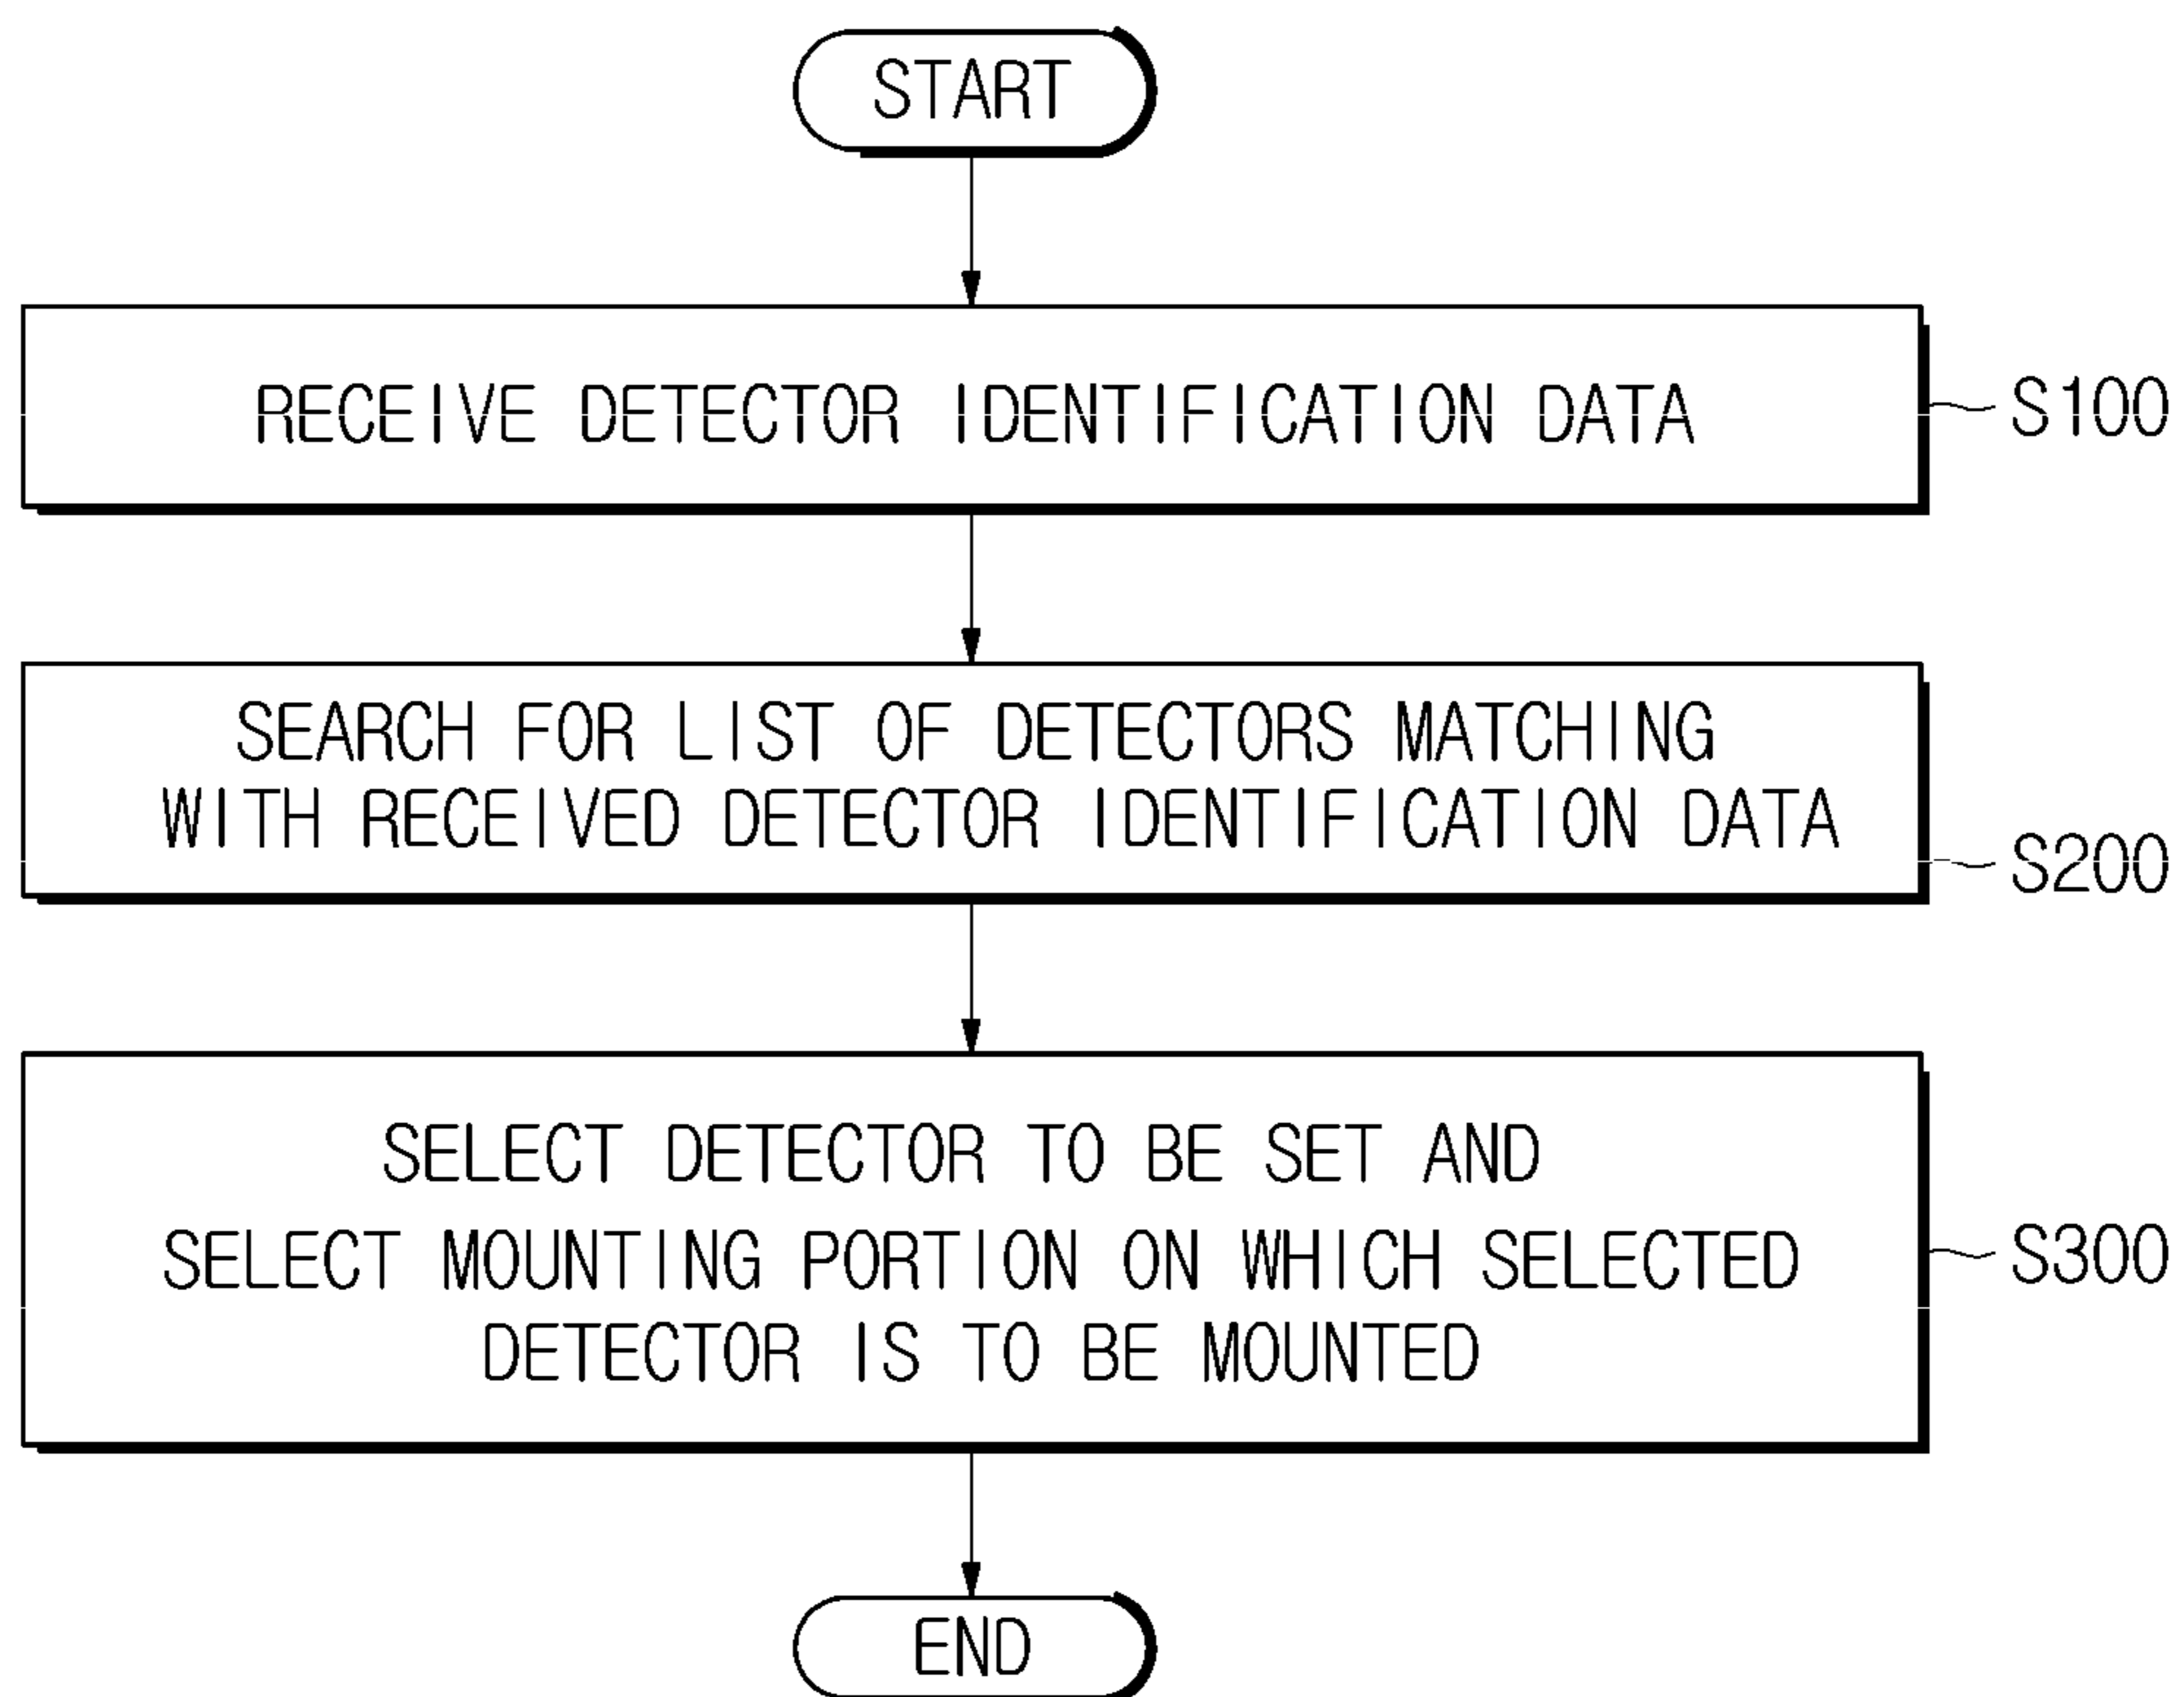 START
RECEIVE DETECTOR IDENTIFICATION DATA
S100
SEARCH FOR LIST OF DETECTORS MATCHING
WITH RECEIVED DETECTOR IDENTIFICATION DATA
S200
SELECT DETECTOR TO BE SET AND
SELECT MOUNTING PORTION ON WHICH SELECTED
DETECTOR IS TO BE MOUNTED
S300
END